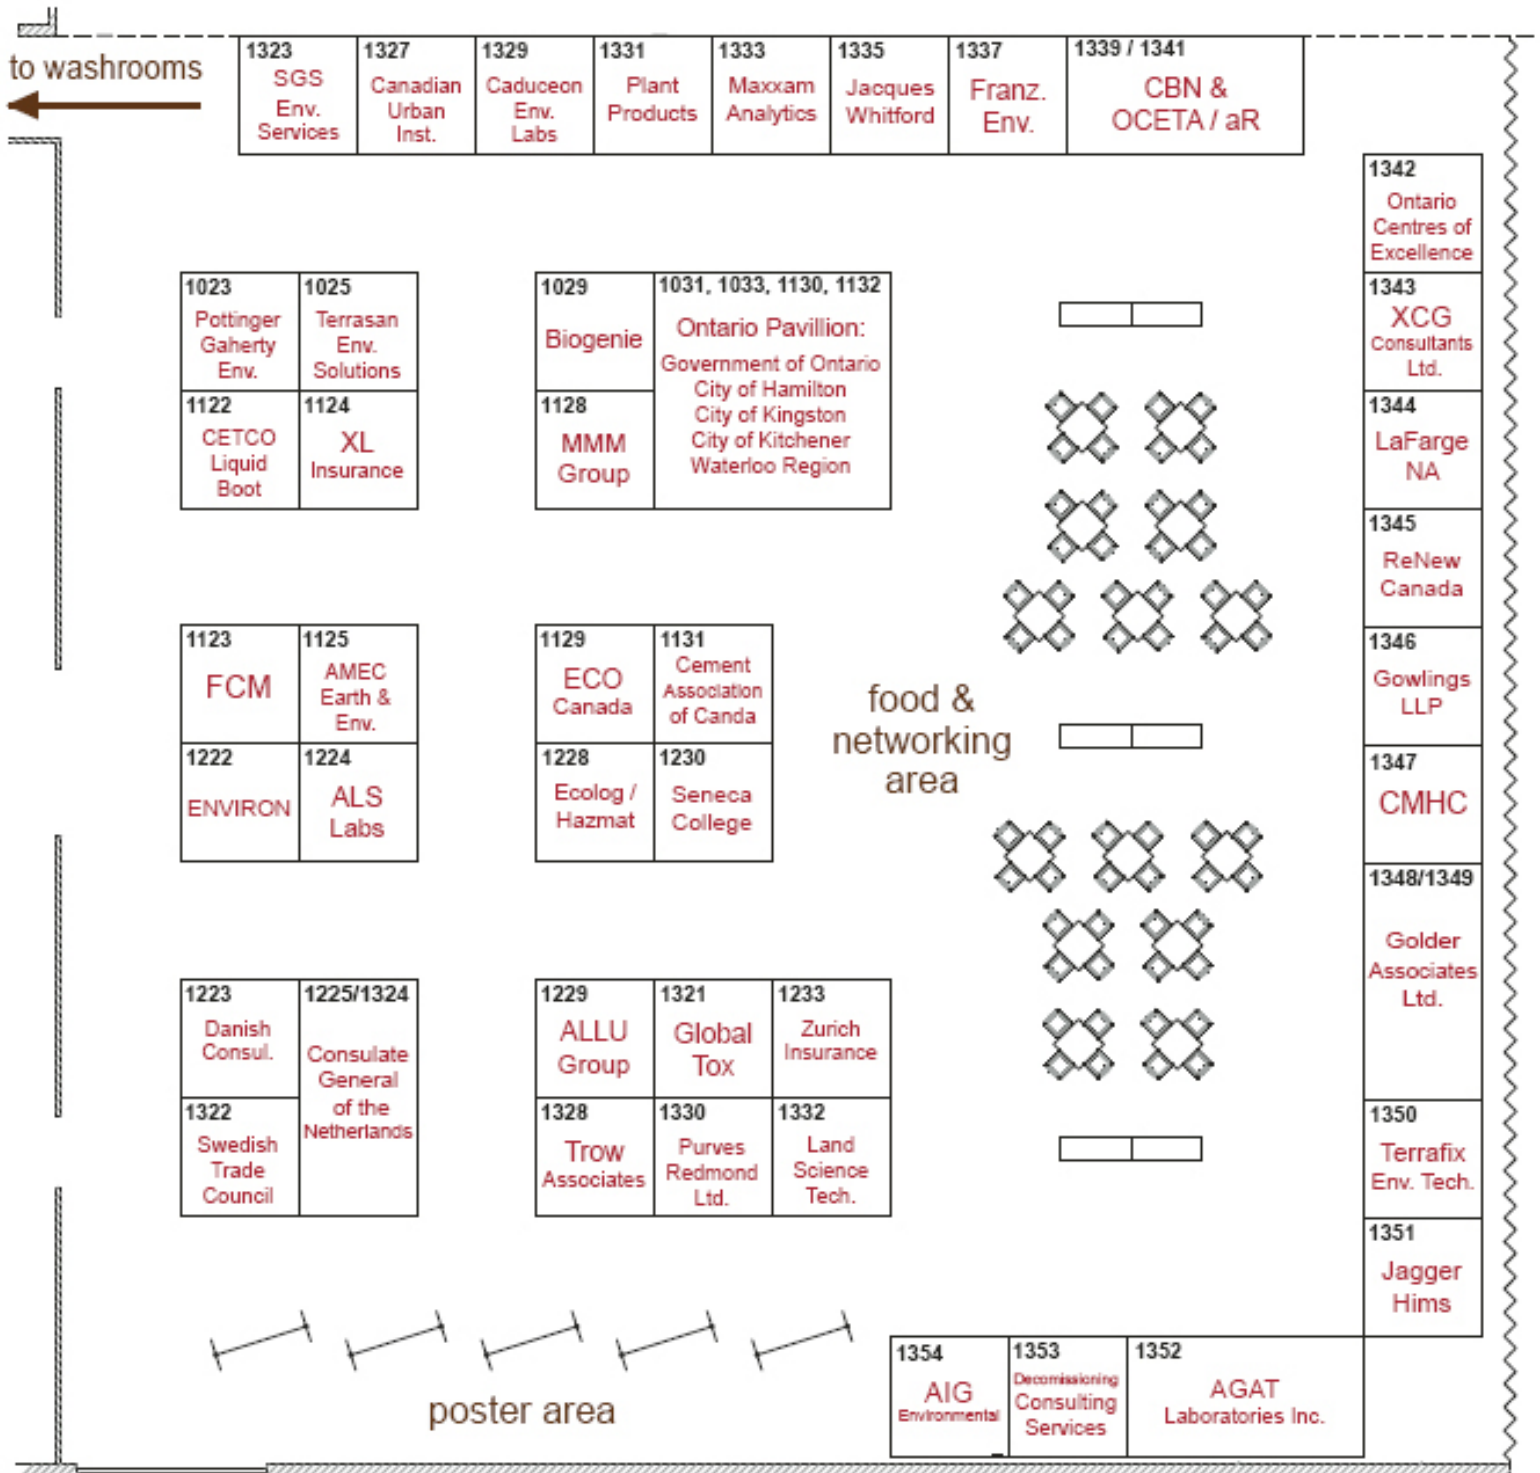 to washrooms
1323
SGS
Env.
Services
1327
Canadian
Urban
Inst.
1329
Caduceon
Env.
Labs
1331
Plant
Products
1333
Maxxam
Analytics
1335
Jacques
Whitford
1337
Franz.
Env.
1339 / 1341
CBN &
OCETA / aR
1342
Ontario
Centres of
Excellence
1343
XCG
Consultants
Ltd.
1344
LaFarge
NA
1345
ReNew
Canada
1346
Gowlings
LLP
1347
CMHC
1348/1349
Golder
Associates
Ltd.
1350
Terrafix
Env. Tech.
1351
Jagger
Hims
1023
Pottinger
Gaherty
Env.
1025
Terrasan
Env.
Solutions
1122
CETCO
Liquid
Boot
1124
XL
Insurance
1029
Biogenie
1128
MMM
Group
1031, 1033, 1130, 1132
Ontario Pavillion:
Government of Ontario
City of Hamilton
City of Kingston
City of Kitchener
Waterloo Region
1123
FCM
1125
AMEC
Earth &
Env.
1222
ENVIRON
1224
ALS
Labs
1129
ECO
Canada
1131
Cement
Association
of Canda
1228
Ecolog /
Hazmat
1230
Seneca
College
food &
networking
area
1223
Danish
Consul.
1225/1324
Consulate
General
of the
Netherlands
1322
Swedish
Trade
Council
1229
ALLU
Group
1321
Global
Tox
1233
Zurich
Insurance
1328
Trow
Associates
1330
Purves
Redmond
Ltd.
1332
Land
Science
Tech.
poster area
1354
AIG
Environmental
1353
Decomissioning
Consulting
Services
1352
AGAT
Laboratories Inc.